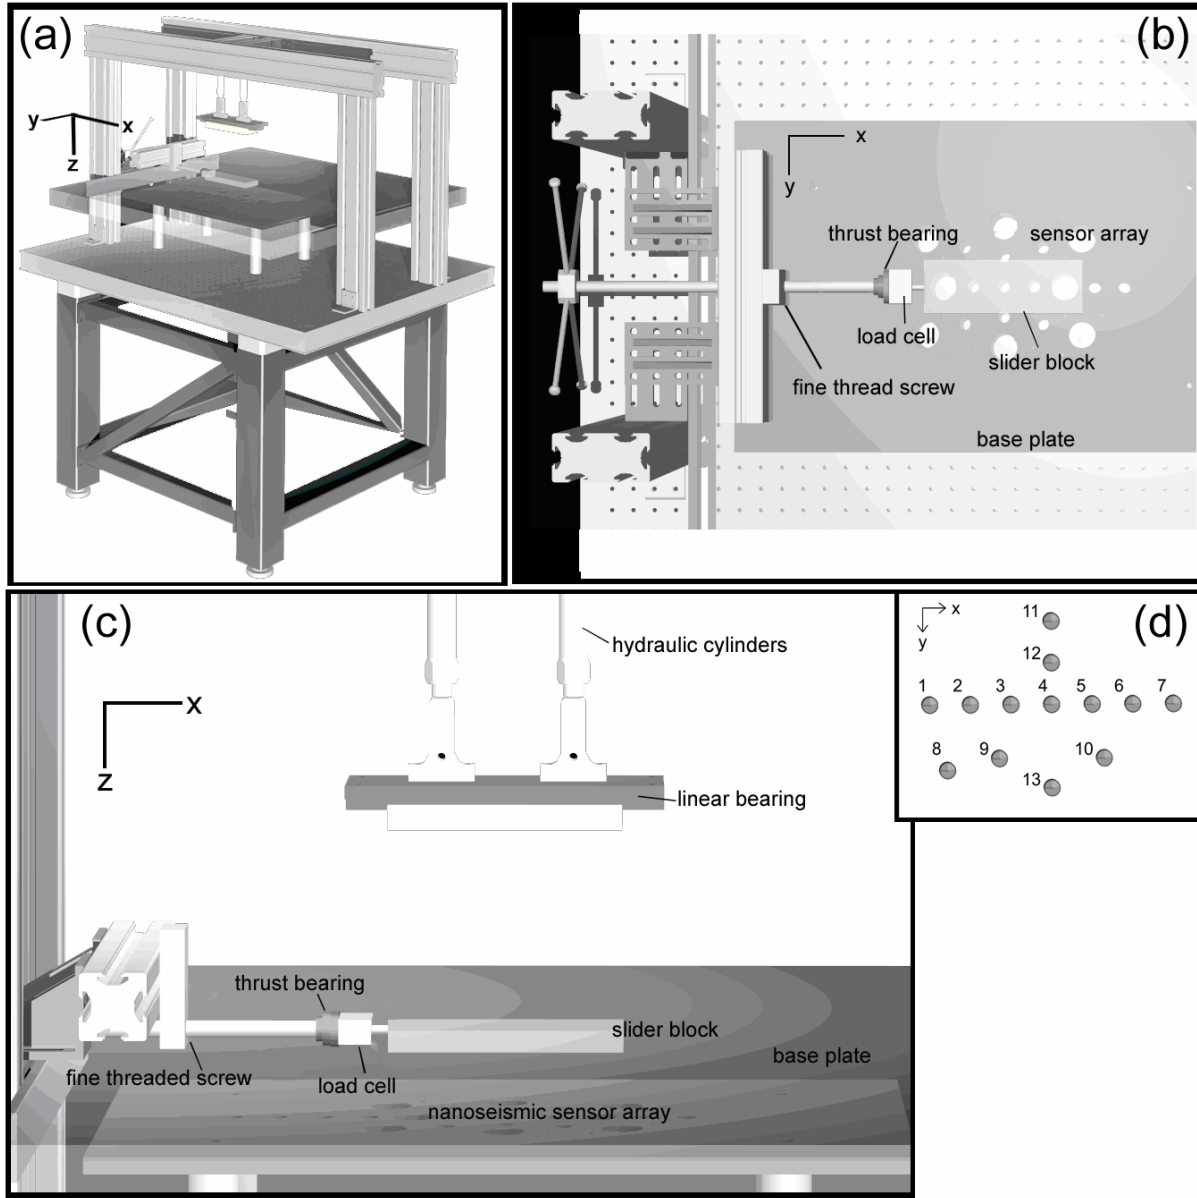 (a)
y
x
z
(b)
x
y
thrust bearing
sensor array
load cell
slider block
fine thread screw
base plate
(c)
hydraulic cylinders
x
z
linear bearing
thrust bearing
slider block
base plate
fine threaded screw
load cell
nanoseismic sensor array
(d)
x
y
11
12
1 2 3 4 5 6 7
8 9 10
13